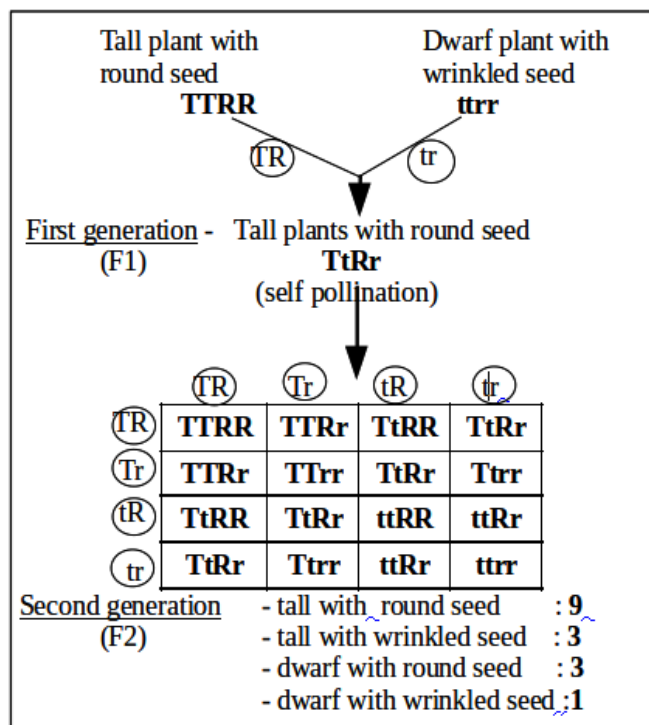 Tall plant with Dwarf plant with
round seed wrinkled seed
TTRR ttrr
TR tr
First generation - Tall plants with round seed
(F1) TtRr
(self pollination)
TR Tr tR tr
TR TTRR TTRr TtRR TtRr
Tr TTRr TTrr TtRr Ttrr
tR TtRR TtRr ttRR ttRr
tr TtRr Ttrr ttRr ttrr
Second generation - tall with round seed : 9
(F2) - tall with wrinkled seed : 3
- dwarf with round seed : 3
- dwarf with wrinkled seed :1